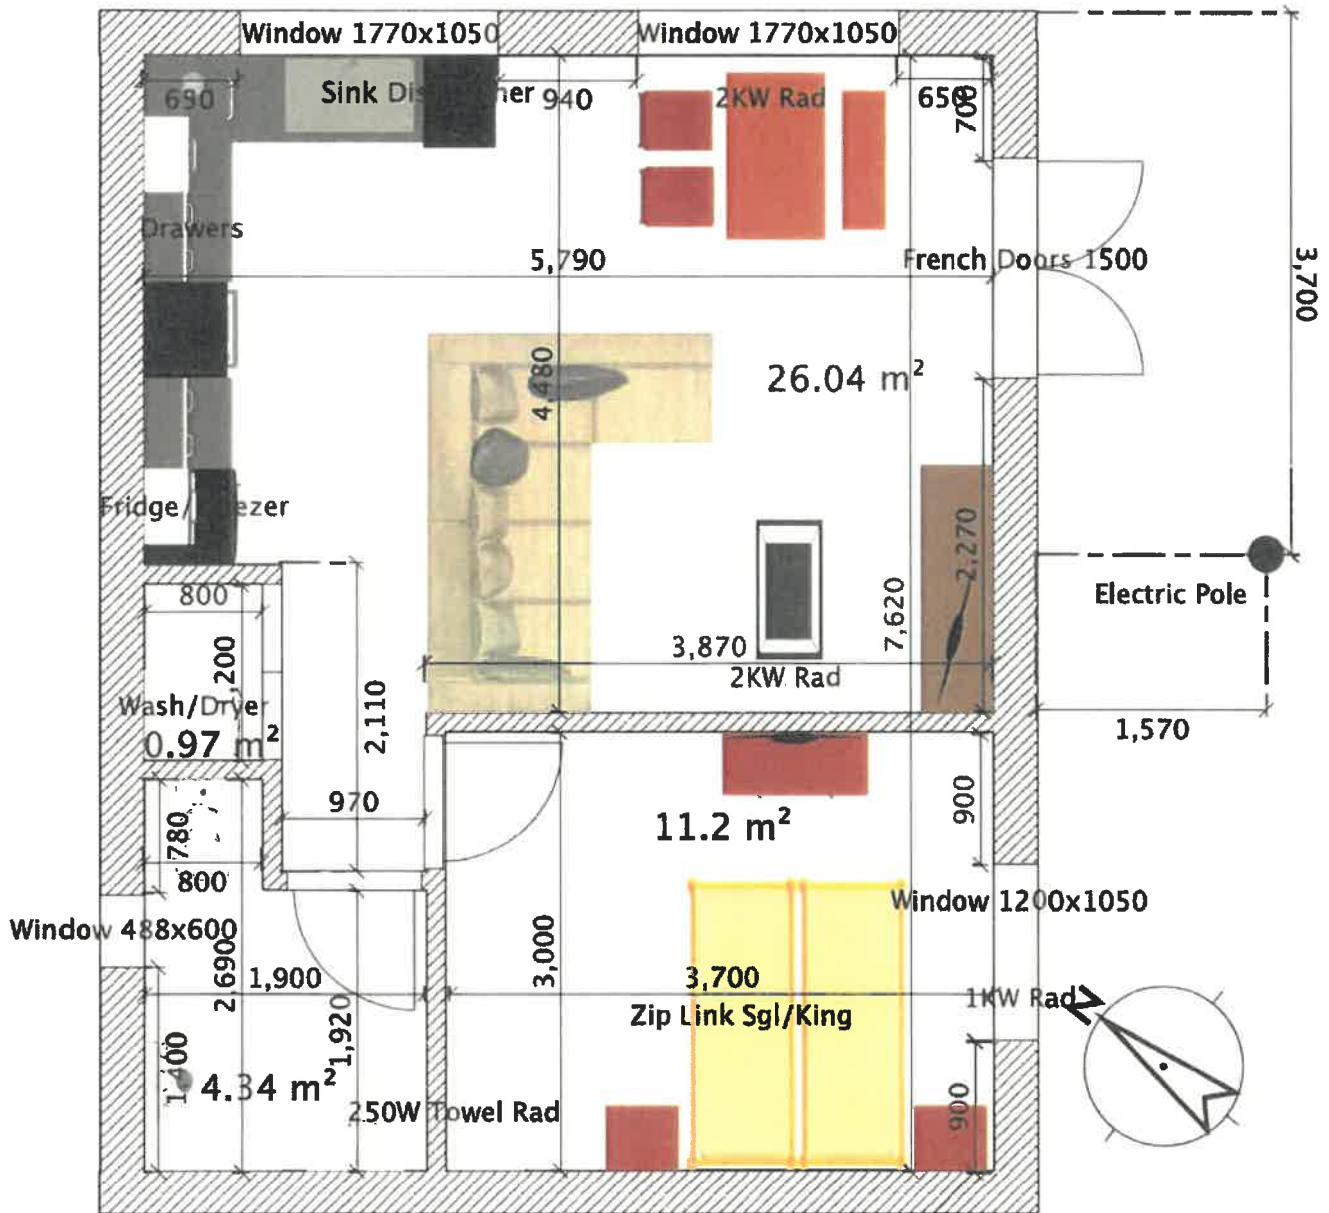 Window 1770x1050
Window 1770x1050
690
Sink
940
2KW Rad
650
700
Drawers
5,790
French Doors 1500
3,700
4,480
26.04 m²
Fridge/
2,270
Electric Pole
800
7,620
3,870
2KW Rad
Wash/Dryer
0.97 m²
2,110
1,570
970
780
11.2 m²
900
800
Window 488x600
Window 1200x1050
2,690
1,900
3,000
3,700
1KW Rad
N
Zip Link Sgl/King
1,920
4.34 m²
250W Towel Rad
900